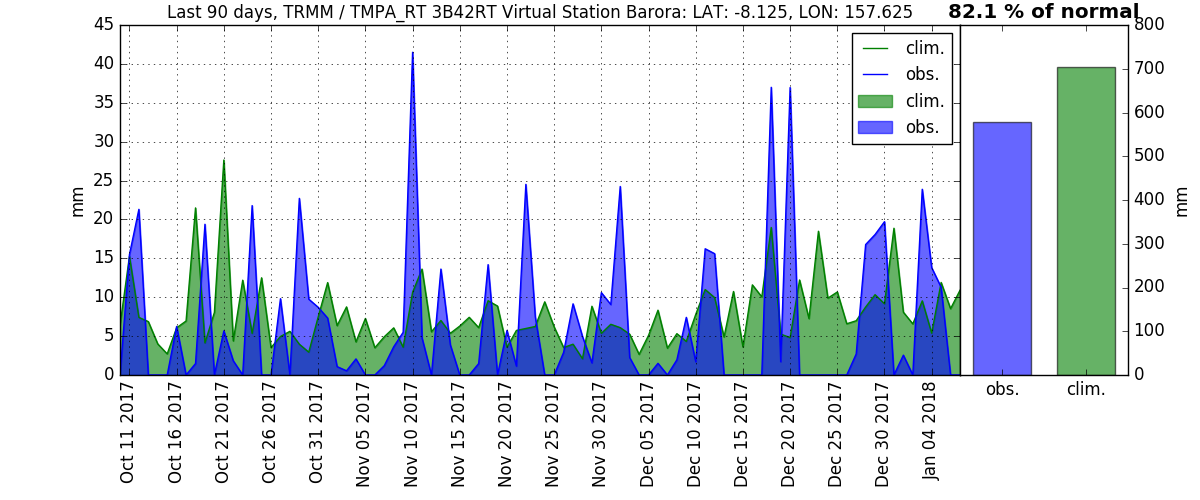 Last 90 days, TRMM / TMPA_RT 3B42RT Virtual Station Barora: LAT: -8.125, LON: 157.625
82.1 % of normal
45
40
35
30
25
20
15
10
5
0
mm
clim.
obs.
clim.
obs.
Oct 11 2017
Oct 16 2017
Oct 21 2017
Oct 26 2017
Oct 31 2017
Nov 05 2017
Nov 10 2017
Nov 15 2017
Nov 20 2017
Nov 25 2017
Nov 30 2017
Dec 05 2017
Dec 10 2017
Dec 15 2017
Dec 20 2017
Dec 25 2017
Dec 30 2017
Jan 04 2018
800
700
600
500
400
300
200
100
0
mm
obs.
clim.